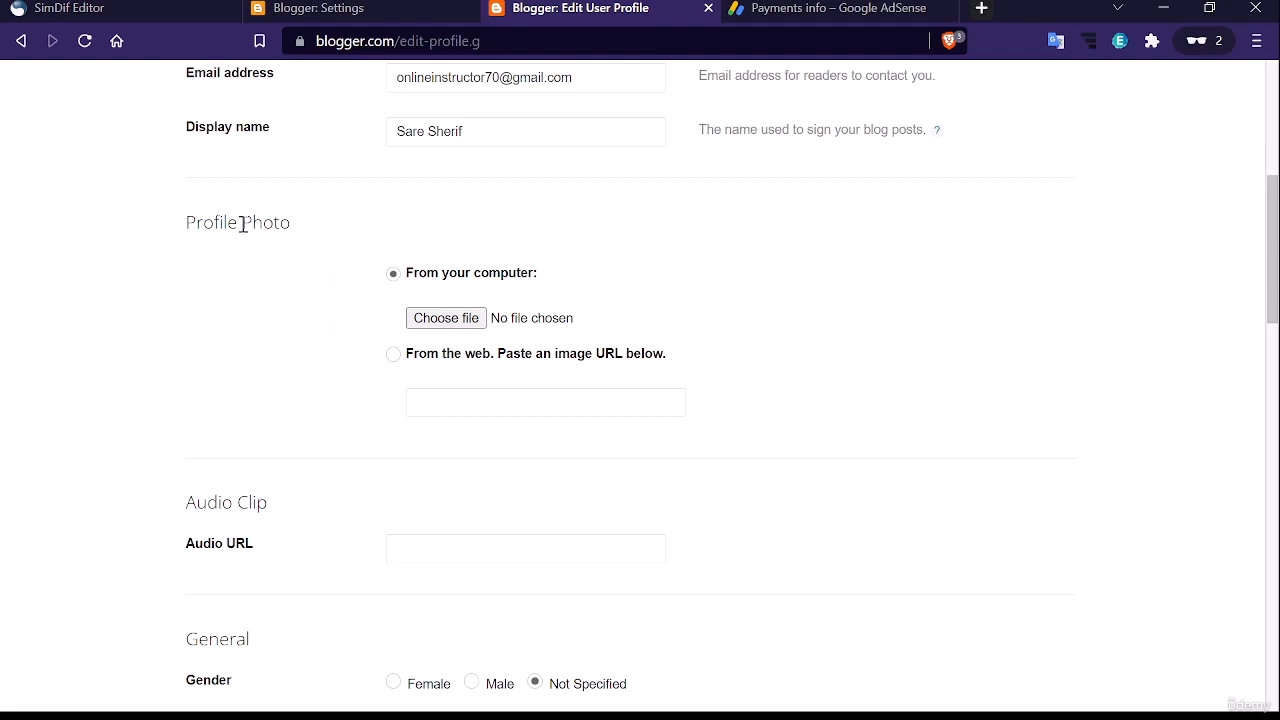 SimDif Editor
Blogger: Settings
Blogger: Edit User Profile
Payments info – Google AdSense
blogger.com/edit-profile.g
3
2
Email address
onlineinstructor70@gmail.com
Email address for readers to contact you.
Display name
Sare Sherif
The name used to sign your blog posts. ?
Profile Photo
From your computer:
Choose file No file chosen
From the web. Paste an image URL below.
Audio Clip
Audio URL
General
Gender
Female Male Not Specified
Udemy